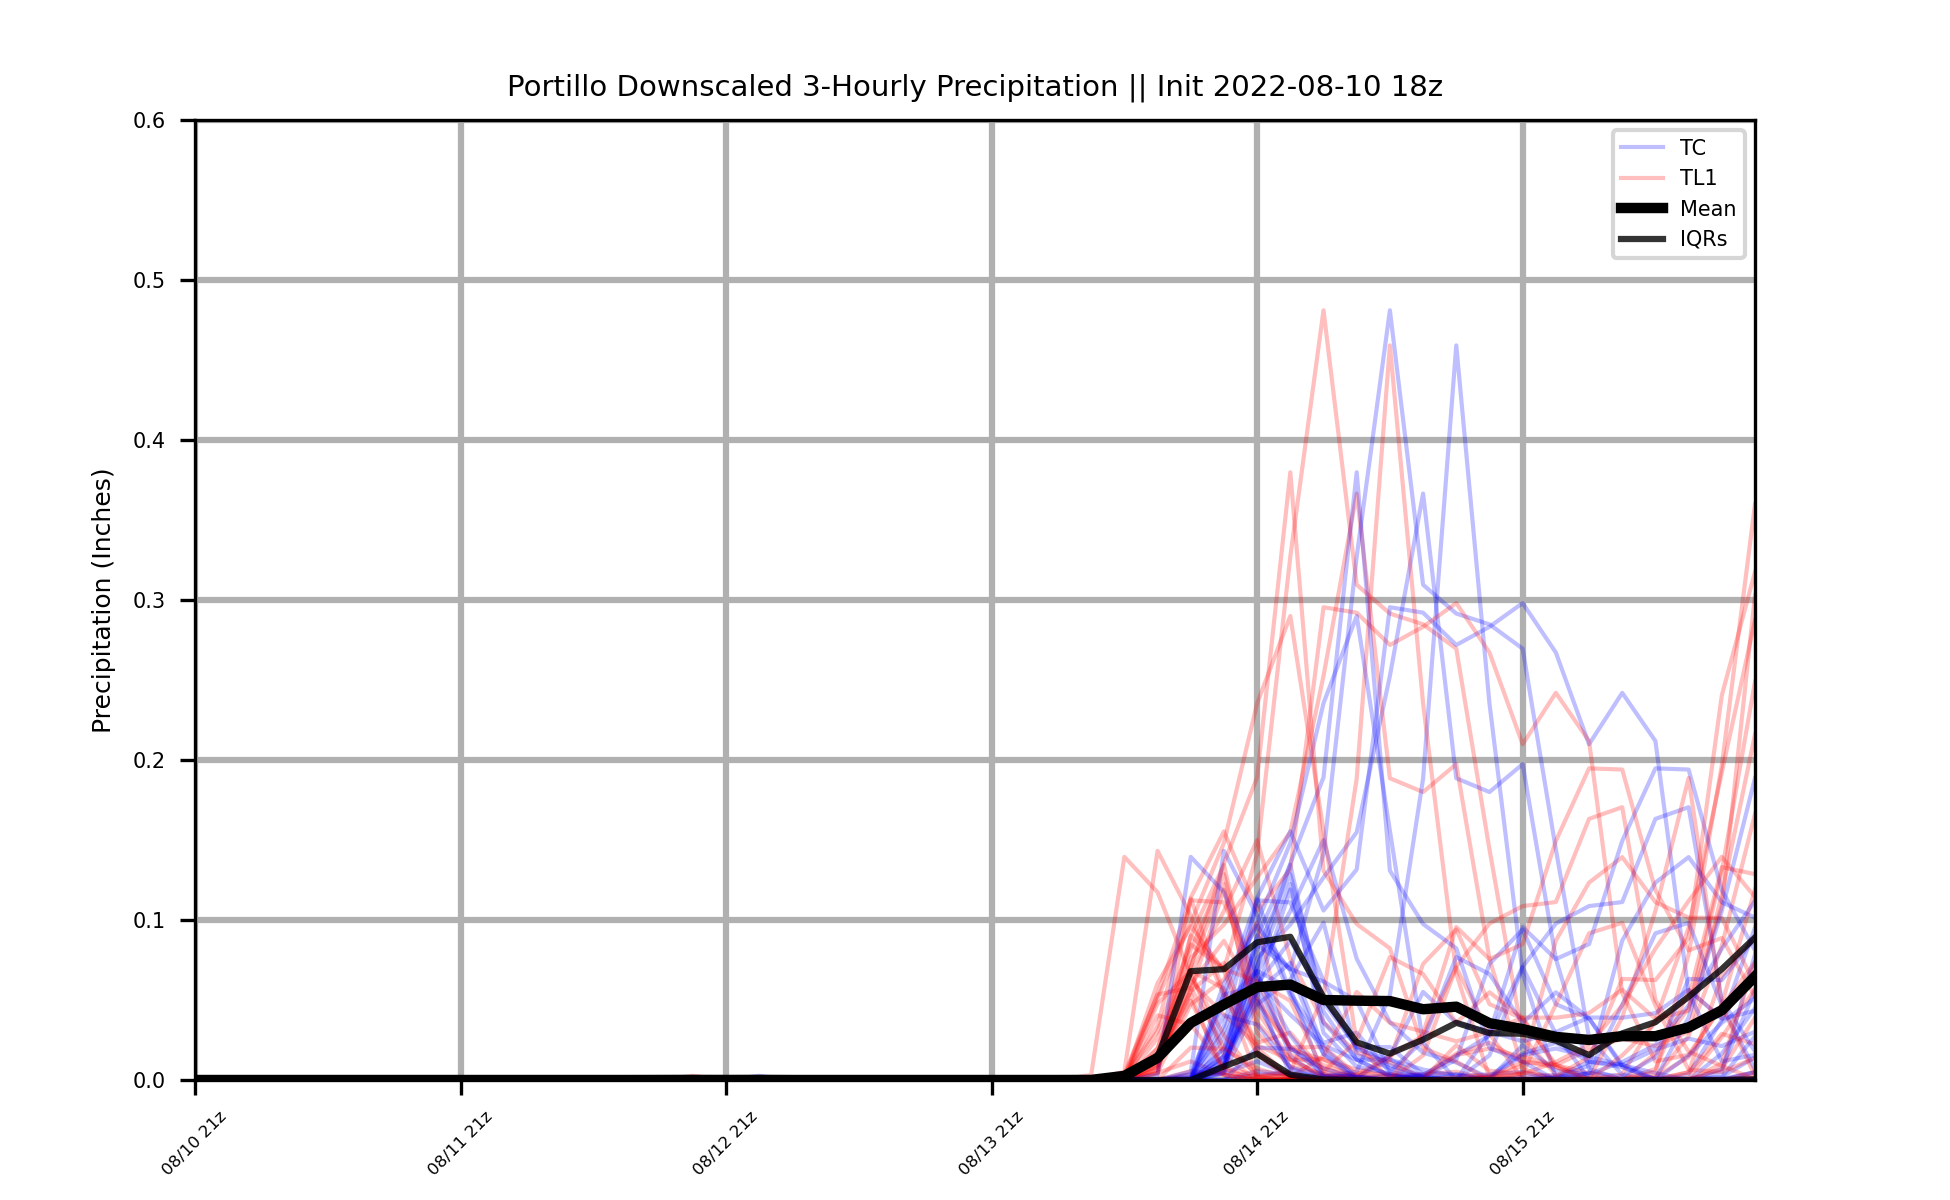 Portillo Downscaled 3-Hourly Precipitation || Init 2022-08-10 18z
Precipitation (Inches)
0.6
0.5
0.4
0.3
0.2
0.1
0.0
TC
TL1
Mean
IQRs
08/10 21z
08/11 21z
08/12 21z
08/13 21z
08/14 21z
08/15 21z